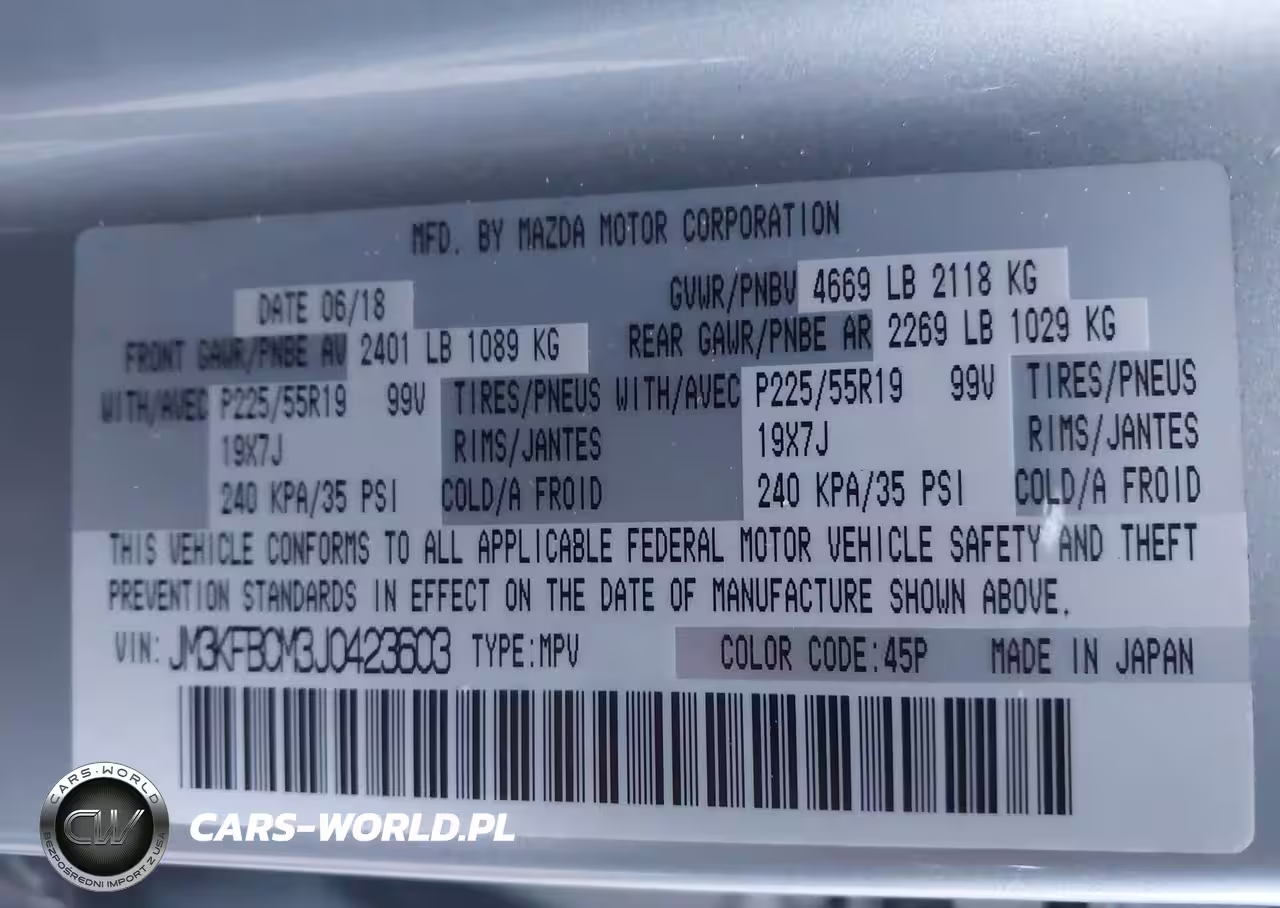 MFD. BY MAZDA MOTOR CORPORATION
DATE 06/18 GVWR/PNBV 4669 LB 2118 KG
FRONT GAWR/PNBE AV 2401 LB 1089 KG REAR GAWR/PNBE AR 2269 LB 1029 KG
WITH/AVEC P225/55R19 99V TIRES/PNEUS WITH/AVEC P225/55R19 99V TIRES/PNEUS
19X7J RIMS/JANTES 19X7J RIMS/JANTES
240 KPA/35 PSI COLD/A FROID 240 KPA/35 PSI COLD/A FROID
THIS VEHICLE CONFORMS TO ALL APPLICABLE FEDERAL MOTOR VEHICLE SAFETY AND THEFT
PREVENTION STANDARDS IN EFFECT ON THE DATE OF MANUFACTURE SHOWN ABOVE.
VIN: JM3KFBCM3J0423603 TYPE:MPV COLOR CODE:45P MADE IN JAPAN
CARS-WORLD
CW
BEZPOŚREDNI IMPORT Z USA
CARS-WORLD.PL